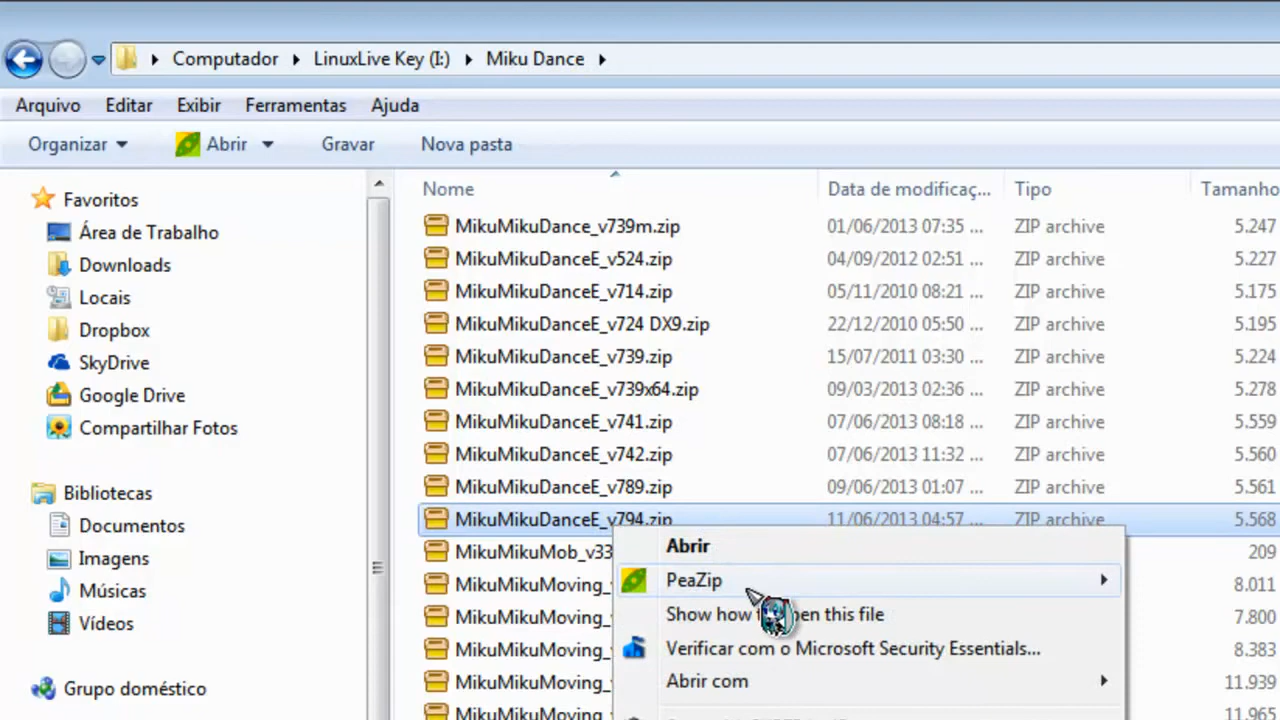 Computador LinuxLive Key (I:) Miku Dance
Arquivo Editar Exibir Ferramentas Ajuda
Organizar Abrir Gravar Nova pasta
Favoritos
Área de Trabalho
Downloads
Locais
Dropbox
SkyDrive
Google Drive
Compartilhar Fotos
Bibliotecas
Documentos
Imagens
Músicas
Vídeos
Grupo doméstico
Nome Data de modificaç... Tipo Tamanho
MikuMikuDance_v739m.zip 01/06/2013 07:35 ... ZIP archive 5.247
MikuMikuDanceE_v524.zip 04/09/2012 02:51 ... ZIP archive 5.227
MikuMikuDanceE_v714.zip 05/11/2010 08:21 ... ZIP archive 5.175
MikuMikuDanceE_v724 DX9.zip 22/12/2010 05:50 ... ZIP archive 5.195
MikuMikuDanceE_v739.zip 15/07/2011 03:30 ... ZIP archive 5.224
MikuMikuDanceE_v739x64.zip 09/03/2013 02:36 ... ZIP archive 5.278
MikuMikuDanceE_v741.zip 07/06/2013 08:18 ... ZIP archive 5.559
MikuMikuDanceE_v742.zip 07/06/2013 11:32 ... ZIP archive 5.560
MikuMikuDanceE_v789.zip 09/06/2013 01:07 ... ZIP archive 5.561
MikuMikuDanceE_v794.zip 11/06/2013 04:57 ... ZIP archive 5.568
MikuMikuMob_v33 209
MikuMikuMoving_ 8.011
MikuMikuMoving_ 7.800
MikuMikuMoving_ 8.383
MikuMikuMoving_ 11.939
MikuMikuMoving_ 11.965
Abrir
PeaZip
Show how this file
Verificar com o Microsoft Security Essentials...
Abrir com